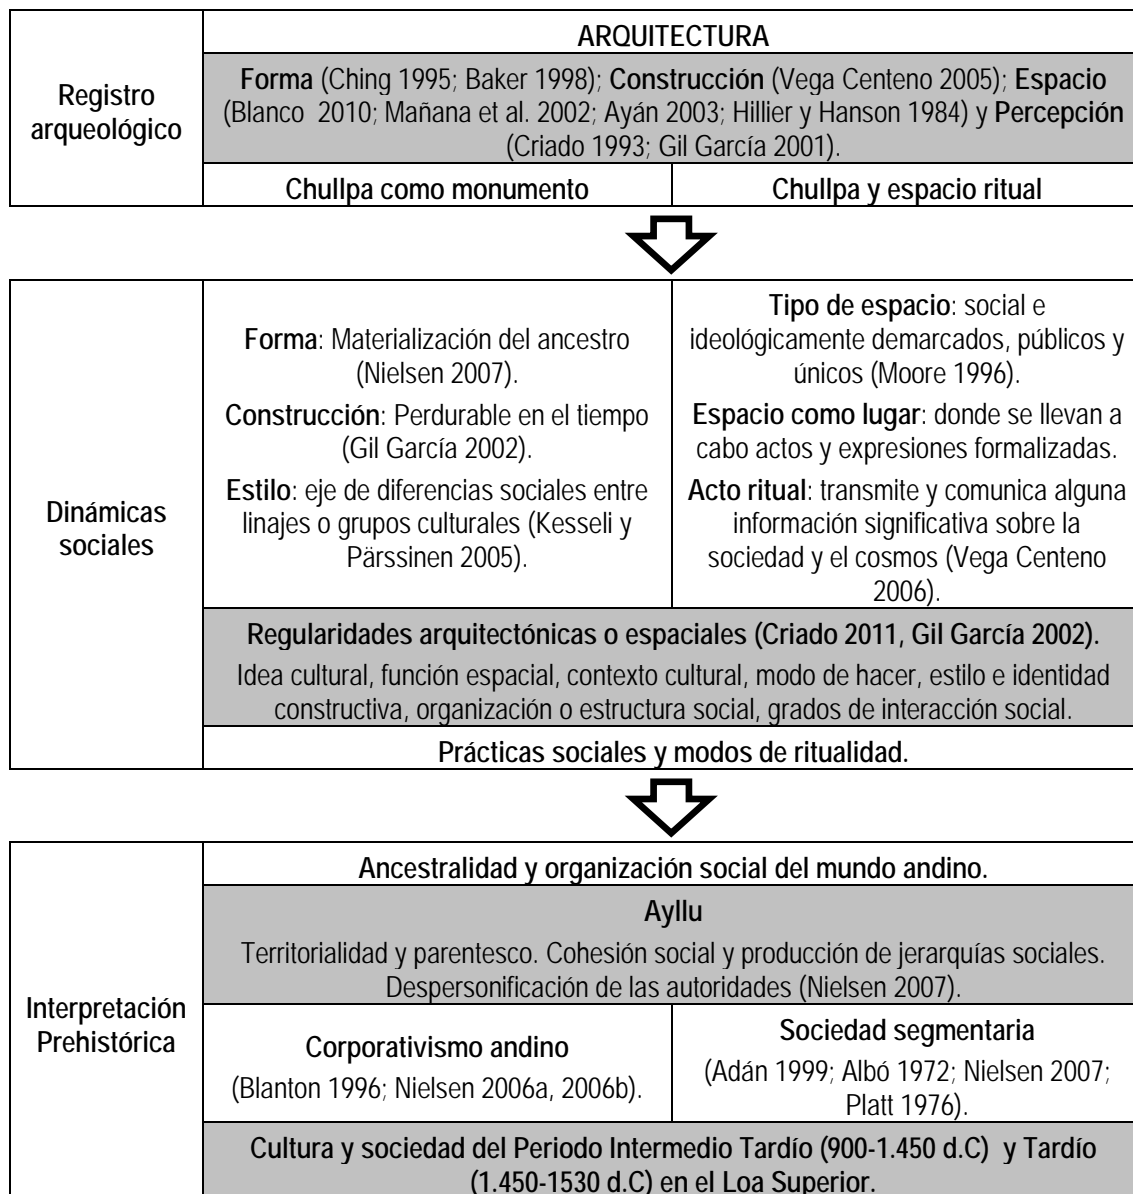 Registro
arqueológico
ARQUITECTURA
Forma (Ching 1995; Baker 1998); Construcción (Vega Centeno 2005); Espacio
(Blanco 2010; Mañana et al. 2002; Ayán 2003; Hillier y Hanson 1984) y Percepción
(Criado 1993; Gil García 2001).
Chullpa como monumento
Chullpa y espacio ritual
Dinámicas
sociales
Forma: Materialización del ancestro
(Nielsen 2007).
Construcción: Perdurable en el tiempo
(Gil García 2002).
Estilo: eje de diferencias sociales entre
linajes o grupos culturales (Kesseli y
Pärssinen 2005).
Tipo de espacio: social e
ideológicamente demarcados, públicos y
únicos (Moore 1996).
Espacio como lugar: donde se llevan a
cabo actos y expresiones formalizadas.
Acto ritual: transmite y comunica alguna
información significativa sobre la
sociedad y el cosmos (Vega Centeno
2006).
Regularidades arquitectónicas o espaciales (Criado 2011, Gil García 2002).
Idea cultural, función espacial, contexto cultural, modo de hacer, estilo e identidad
constructiva, organización o estructura social, grados de interacción social.
Prácticas sociales y modos de ritualidad.
Interpretación
Prehistórica
Ancestralidad y organización social del mundo andino.
Ayllu
Territorialidad y parentesco. Cohesión social y producción de jerarquías sociales.
Despersonificación de las autoridades (Nielsen 2007).
Corporativismo andino
(Blanton 1996; Nielsen 2006a, 2006b).
Sociedad segmentaria
(Adán 1999; Albó 1972; Nielsen 2007;
Platt 1976).
Cultura y sociedad del Periodo Intermedio Tardío (900-1.450 d.C) y Tardío
(1.450-1530 d.C) en el Loa Superior.